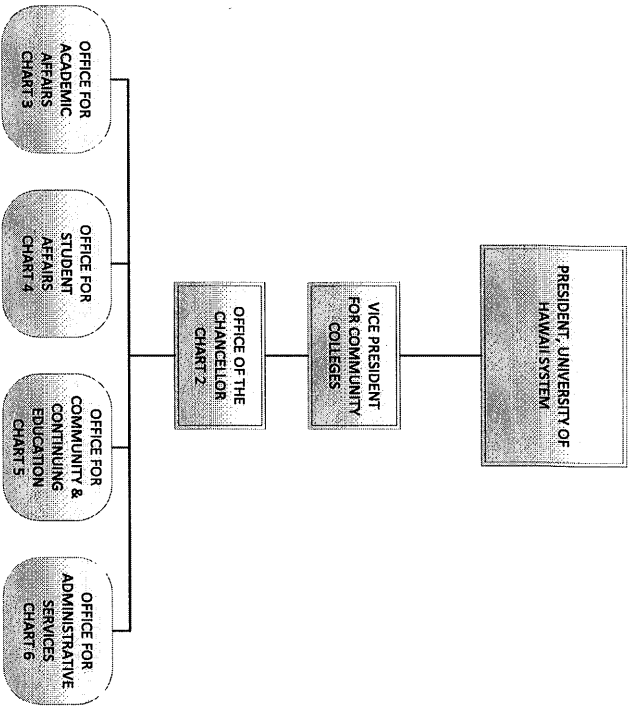 PRESIDENT, UNIVERSITY OF
HAWAII SYSTEM
VICE PRESIDENT
FOR COMMUNITY
COLLEGES
OFFICE OF THE
CHANCELLOR
CHART 2
OFFICE FOR
ACADEMIC
AFFAIRS
CHART 3
OFFICE FOR
STUDENT
AFFAIRS
CHART 4
OFFICE FOR
COMMUNITY &
CONTINUING
EDUCATION
CHART 5
OFFICE FOR
ADMINISTRATIVE
SERVICES
CHART 6